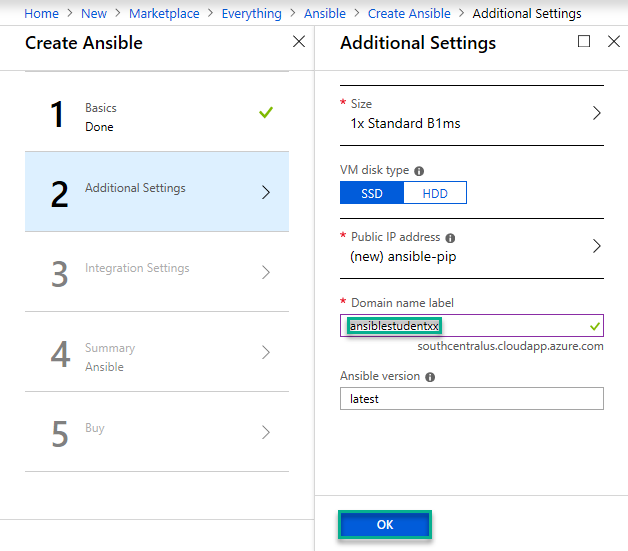 Home > New > Marketplace > Everything > Ansible > Create Ansible > Additional Settings
Create Ansible
1
Basics
Done
2
Additional Settings
3
Integration Settings
4
Summary
Ansible
5
Buy
Additional Settings
* Size
1x Standard B1ms
VM disk type
SSD
HDD
* Public IP address
(new) ansible-pip
* Domain name label
ansiblestudentxx
southcentralus.cloudapp.azure.com
Ansible version
latest
OK